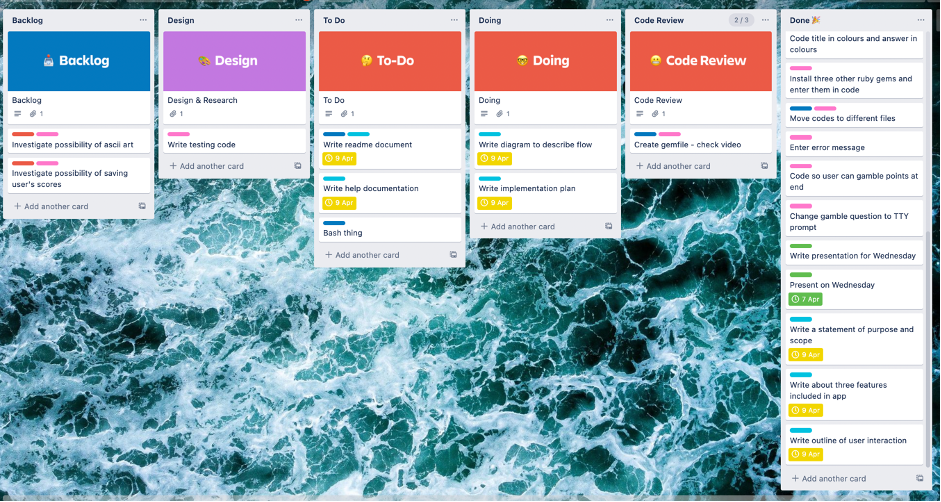 Backlog
Backlog
Backlog
1
Investigate possibility of ascii art
Investigate possibility of saving
user's scores
+ Add another card
Design
Design
Design & Research
1
Write testing code
+ Add another card
To Do
To-Do
To Do
1
Write readme document
9 Apr
Write help documentation
9 Apr
Bash thing
+ Add another card
Doing
Doing
Doing
1
Write diagram to describe flow
9 Apr
Write implementation plan
9 Apr
+ Add another card
Code Review
2 / 3
Code Review
Code Review
1
Create gemfile - check video
+ Add another card
Done 🎉
Code title in colours and answer in
colours
Install three other ruby gems and
enter them in code
Move codes to different files
Enter error message
Code so user can gamble points at
end
Change gamble question to TTY
prompt
Write presentation for Wednesday
Present on Wednesday
7 Apr
Write a statement of purpose and
scope
9 Apr
Write about three features
included in app
9 Apr
Write outline of user interaction
9 Apr
+ Add another card